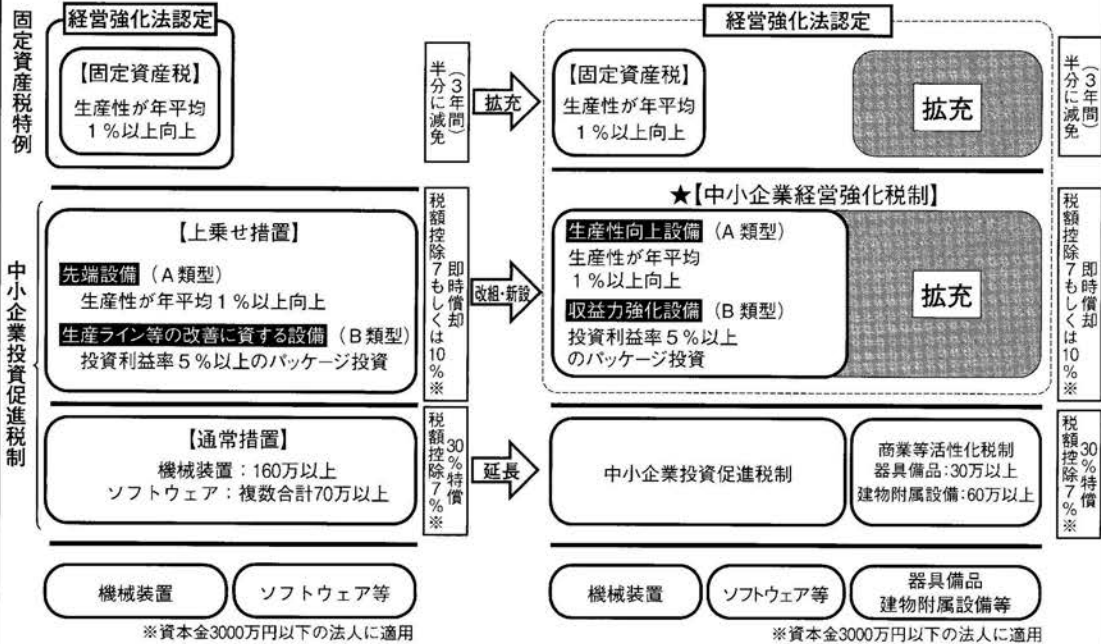 固定資産税特例
経営強化法認定
【固定資産税】
生産性が年平均
1%以上向上
(3年間)
半分に減免
拡充
経営強化法認定
【固定資産税】
生産性が年平均
1%以上向上
拡充
(3年間)
半分に減免
中小企業投資促進税制
【上乗せ措置】
先端設備(A類型)
生産性が年平均1%以上向上
生産ライン等の改善に資する設備(B類型)
投資利益率5%以上のパッケージ投資
即時償却
税額控除7もしくは10%※
改組・新設
★【中小企業経営強化税制】
生産性向上設備(A類型)
生産性が年平均
1%以上向上
収益力強化設備(B類型)
投資利益率5%以上
のパッケージ投資
拡充
即時償却
税額控除7もしくは10%※
【通常措置】
機械装置:160万以上
ソフトウェア:複数合計70万以上
30%特償
税額控除7%※
延長
中小企業投資促進税制
商業等活性化税制
器具備品:30万以上
建物附属設備:60万以上
30%特償
税額控除7%※
機械装置
ソフトウェア等
※資本金3000万円以下の法人に適用
機械装置
ソフトウェア等
器具備品
建物附属設備等
※資本金3000万円以下の法人に適用